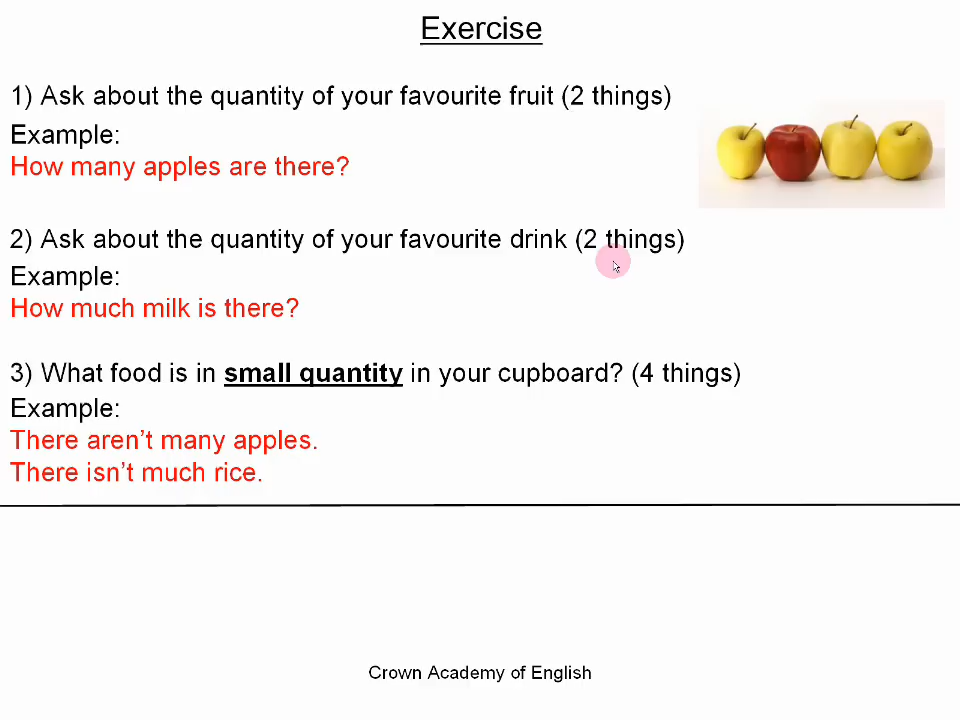 Exercise
1) Ask about the quantity of your favourite fruit (2 things)
Example:
How many apples are there?
2) Ask about the quantity of your favourite drink (2 things)
Example:
How much milk is there?
3) What food is in small quantity in your cupboard? (4 things)
Example:
There aren't many apples.
There isn't much rice.
Crown Academy of English